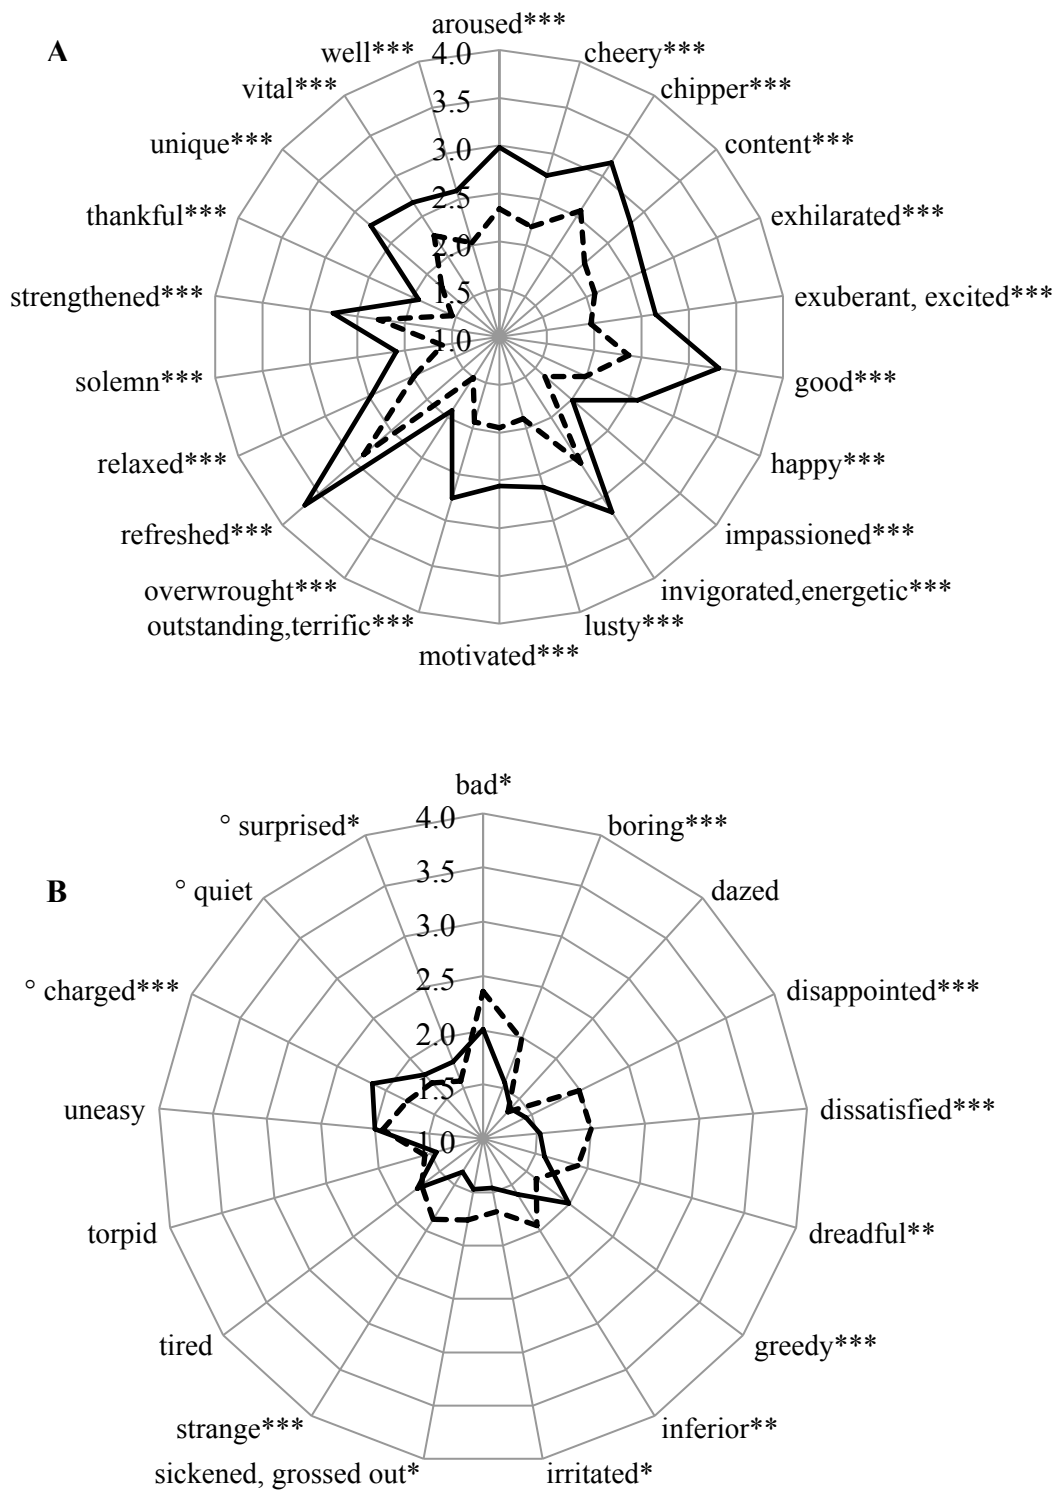 A
aroused***
well***
cheery***
vital***
chipper***
unique***
content***
thankful***
exhilarated***
strengthened***
exuberant, excited***
solemn***
good***
relaxed***
happy***
refreshed***
impassioned***
overwrought***
invigorated,energetic***
outstanding,terrific***
lusty***
motivated***
4.0
3.5
3.0
2.5
2.0
1.5
1.0
B
bad*
° surprised*
boring***
° quiet
dazed
° charged***
disappointed***
uneasy
dissatisfied***
torpid
dreadful**
tired
greedy***
strange***
inferior**
sickened, grossed out*
irritated*
4.0
3.5
3.0
2.5
2.0
1.5
1.0